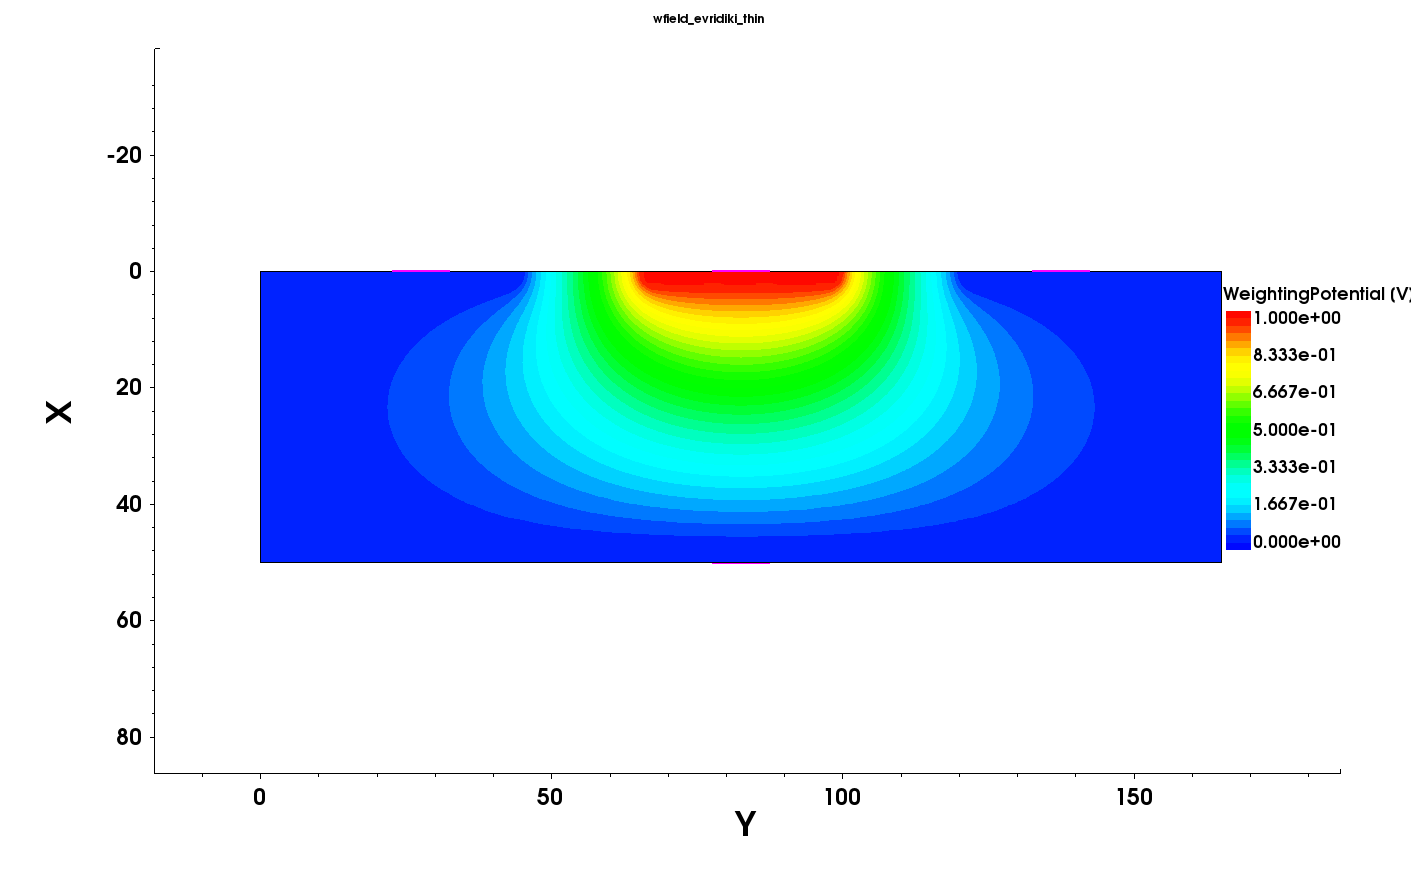 wfield_evridiki_thin
-20
0
20
40
60
80
X
0
50
100
150
Y
WeightingPotential (V)
1.000e+00
8.333e-01
6.667e-01
5.000e-01
3.333e-01
1.667e-01
0.000e+00